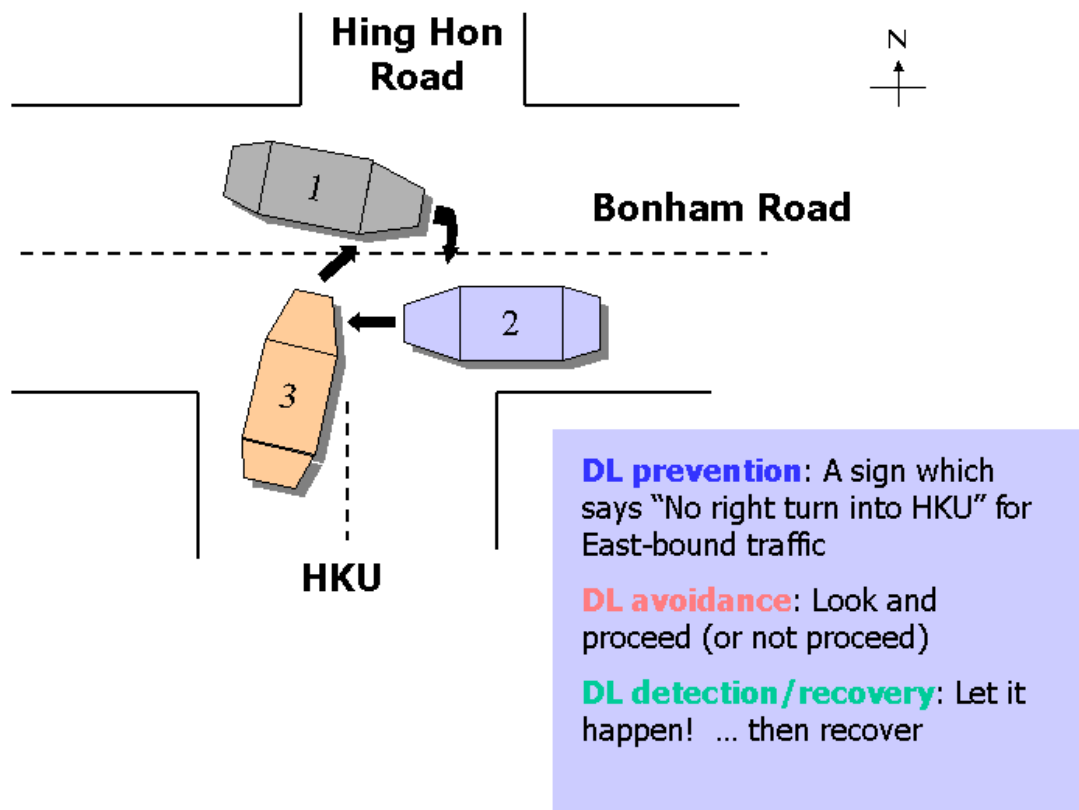 Hing Hon
Road
N
1
Bonham Road
2
3
HKU
DL prevention: A sign which
says “No right turn into HKU” for
East-bound traffic
DL avoidance: Look and
proceed (or not proceed)
DL detection/recovery: Let it
happen! ... then recover